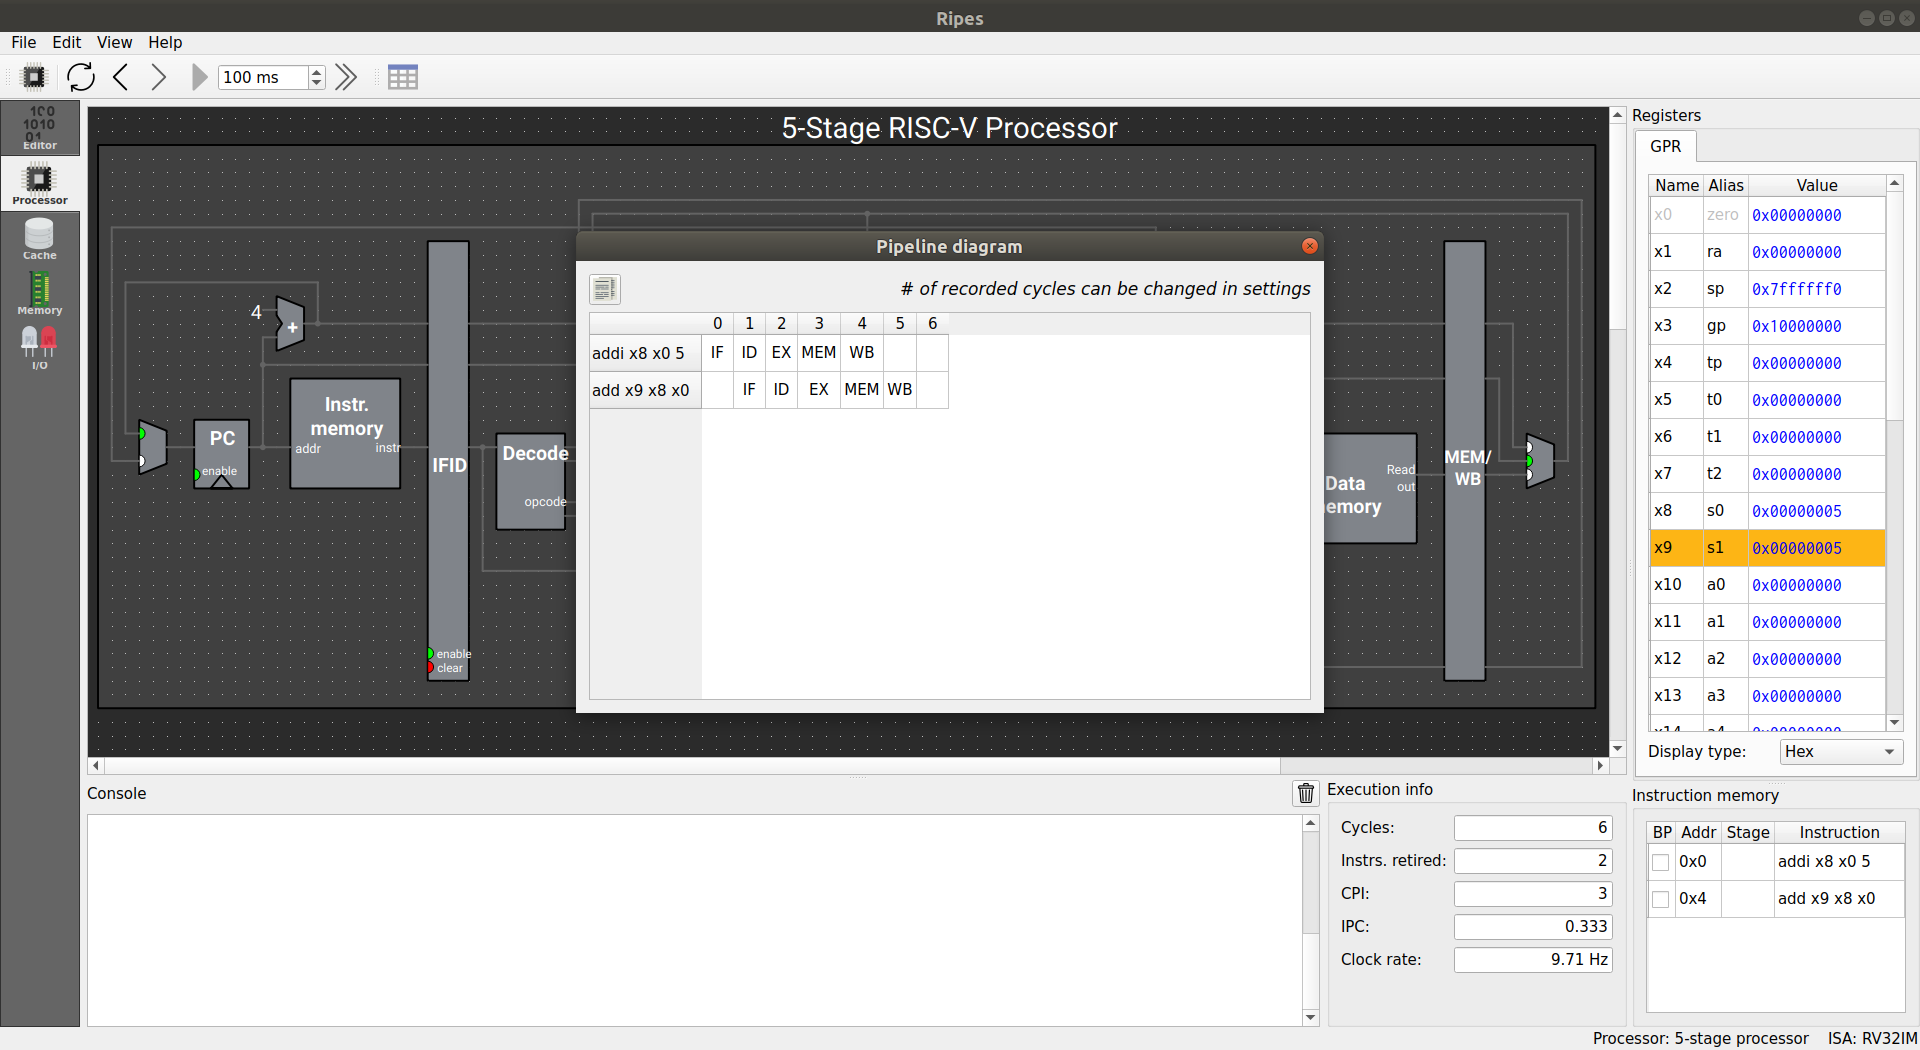 Ripes
File Edit View Help
100 ms
Editor
Processor
Cache
Memory
I/O
5-Stage RISC-V Processor
4
+
PC
enable
Instr.
memory
addr instr
IFID
enable
clear
Decode
opcode
Pipeline diagram
# of recorded cycles can be changed in settings
0 1 2 3 4 5 6
addi x8 x0 5 IF ID EX MEM WB
add x9 x8 x0 IF ID EX MEM WB
Data
emory
Read
out
MEM/
WB
Registers
GPR
Name Alias Value
x0 zero 0x00000000
x1 ra 0x00000000
x2 sp 0x7ffffff0
x3 gp 0x10000000
x4 tp 0x00000000
x5 t0 0x00000000
x6 t1 0x00000000
x7 t2 0x00000000
x8 s0 0x00000005
x9 s1 0x00000005
x10 a0 0x00000000
x11 a1 0x00000000
x12 a2 0x00000000
x13 a3 0x00000000
x14 a4 0x00000000
Display type: Hex
Console
Execution info
Cycles: 6
Instrs. retired: 2
CPI: 3
IPC: 0.333
Clock rate: 9.71 Hz
Instruction memory
BP Addr Stage Instruction
0x0 addi x8 x0 5
0x4 add x9 x8 x0
Processor: 5-stage processor ISA: RV32IM